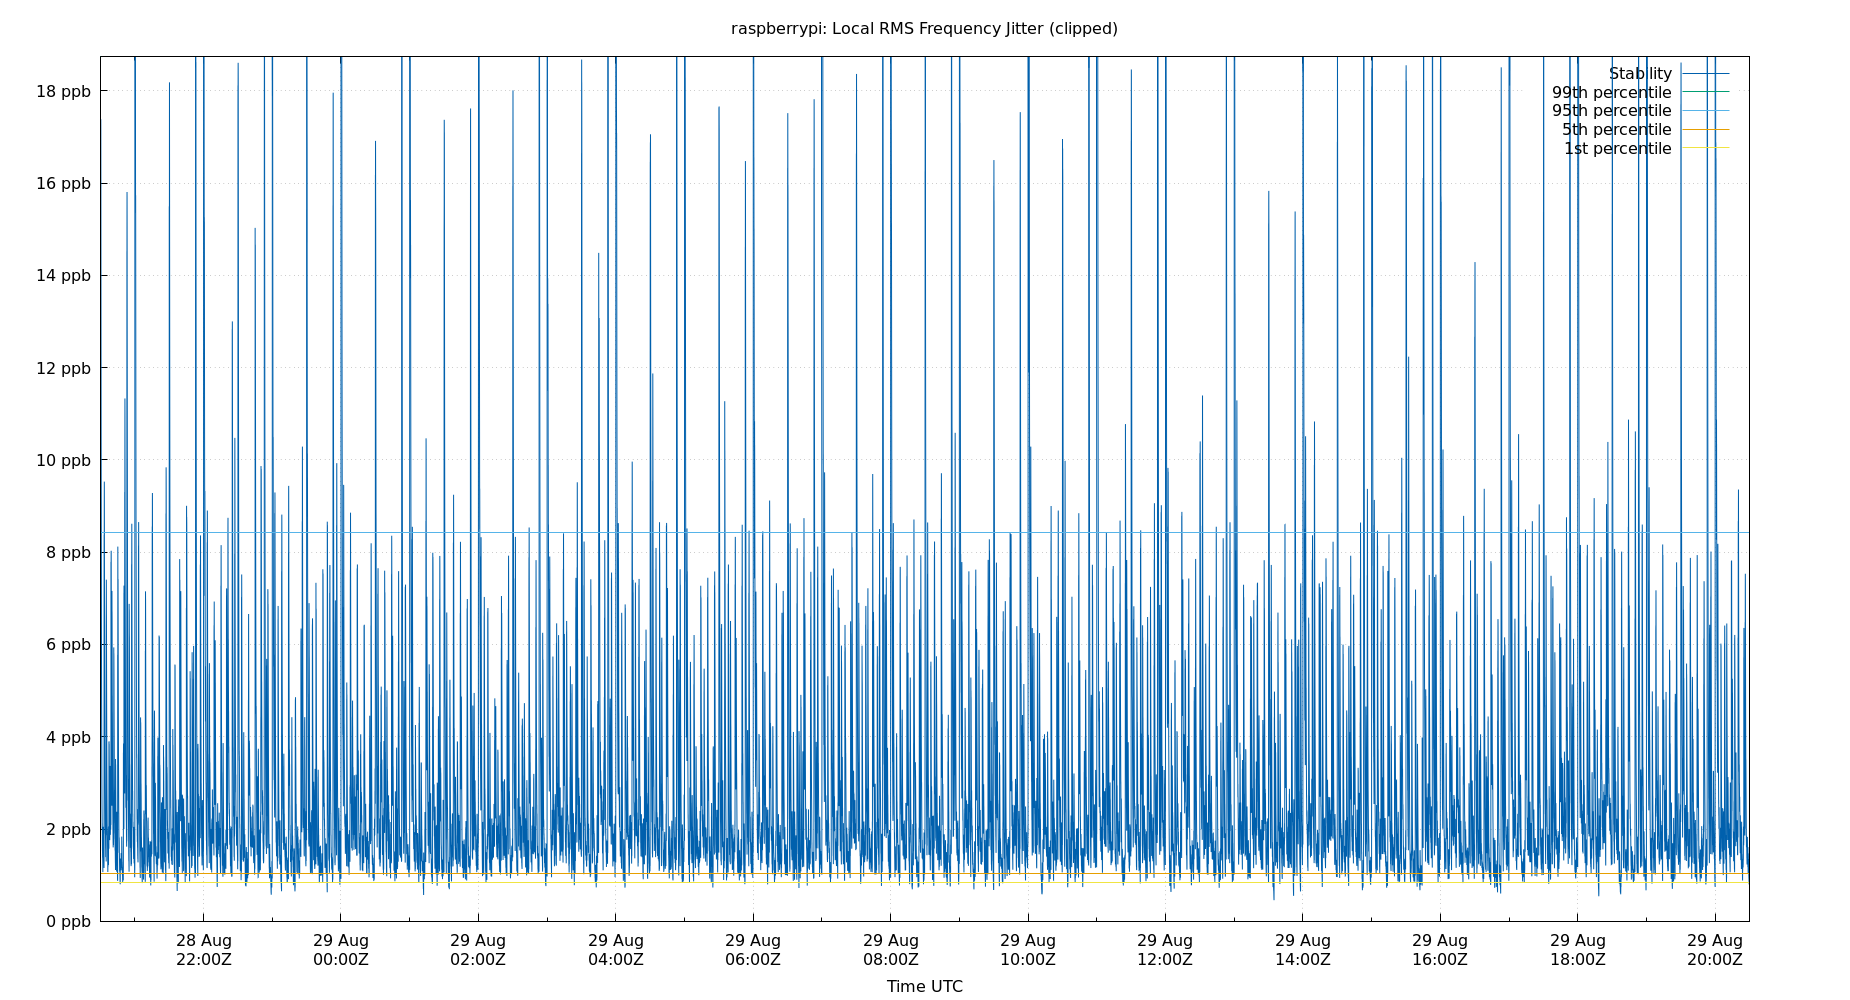 raspberrypi: Local RMS Frequency Jitter (clipped)
18 ppb
16 ppb
14 ppb
12 ppb
10 ppb
8 ppb
6 ppb
4 ppb
2 ppb
0 ppb
Stability
99th percentile
95th percentile
5th percentile
1st percentile
28 Aug 29 Aug 29 Aug 29 Aug 29 Aug 29 Aug 29 Aug 29 Aug 29 Aug 29 Aug 29 Aug 29 Aug
22:00Z 00:00Z 02:00Z 04:00Z 06:00Z 08:00Z 10:00Z 12:00Z 14:00Z 16:00Z 18:00Z 20:00Z
Time UTC